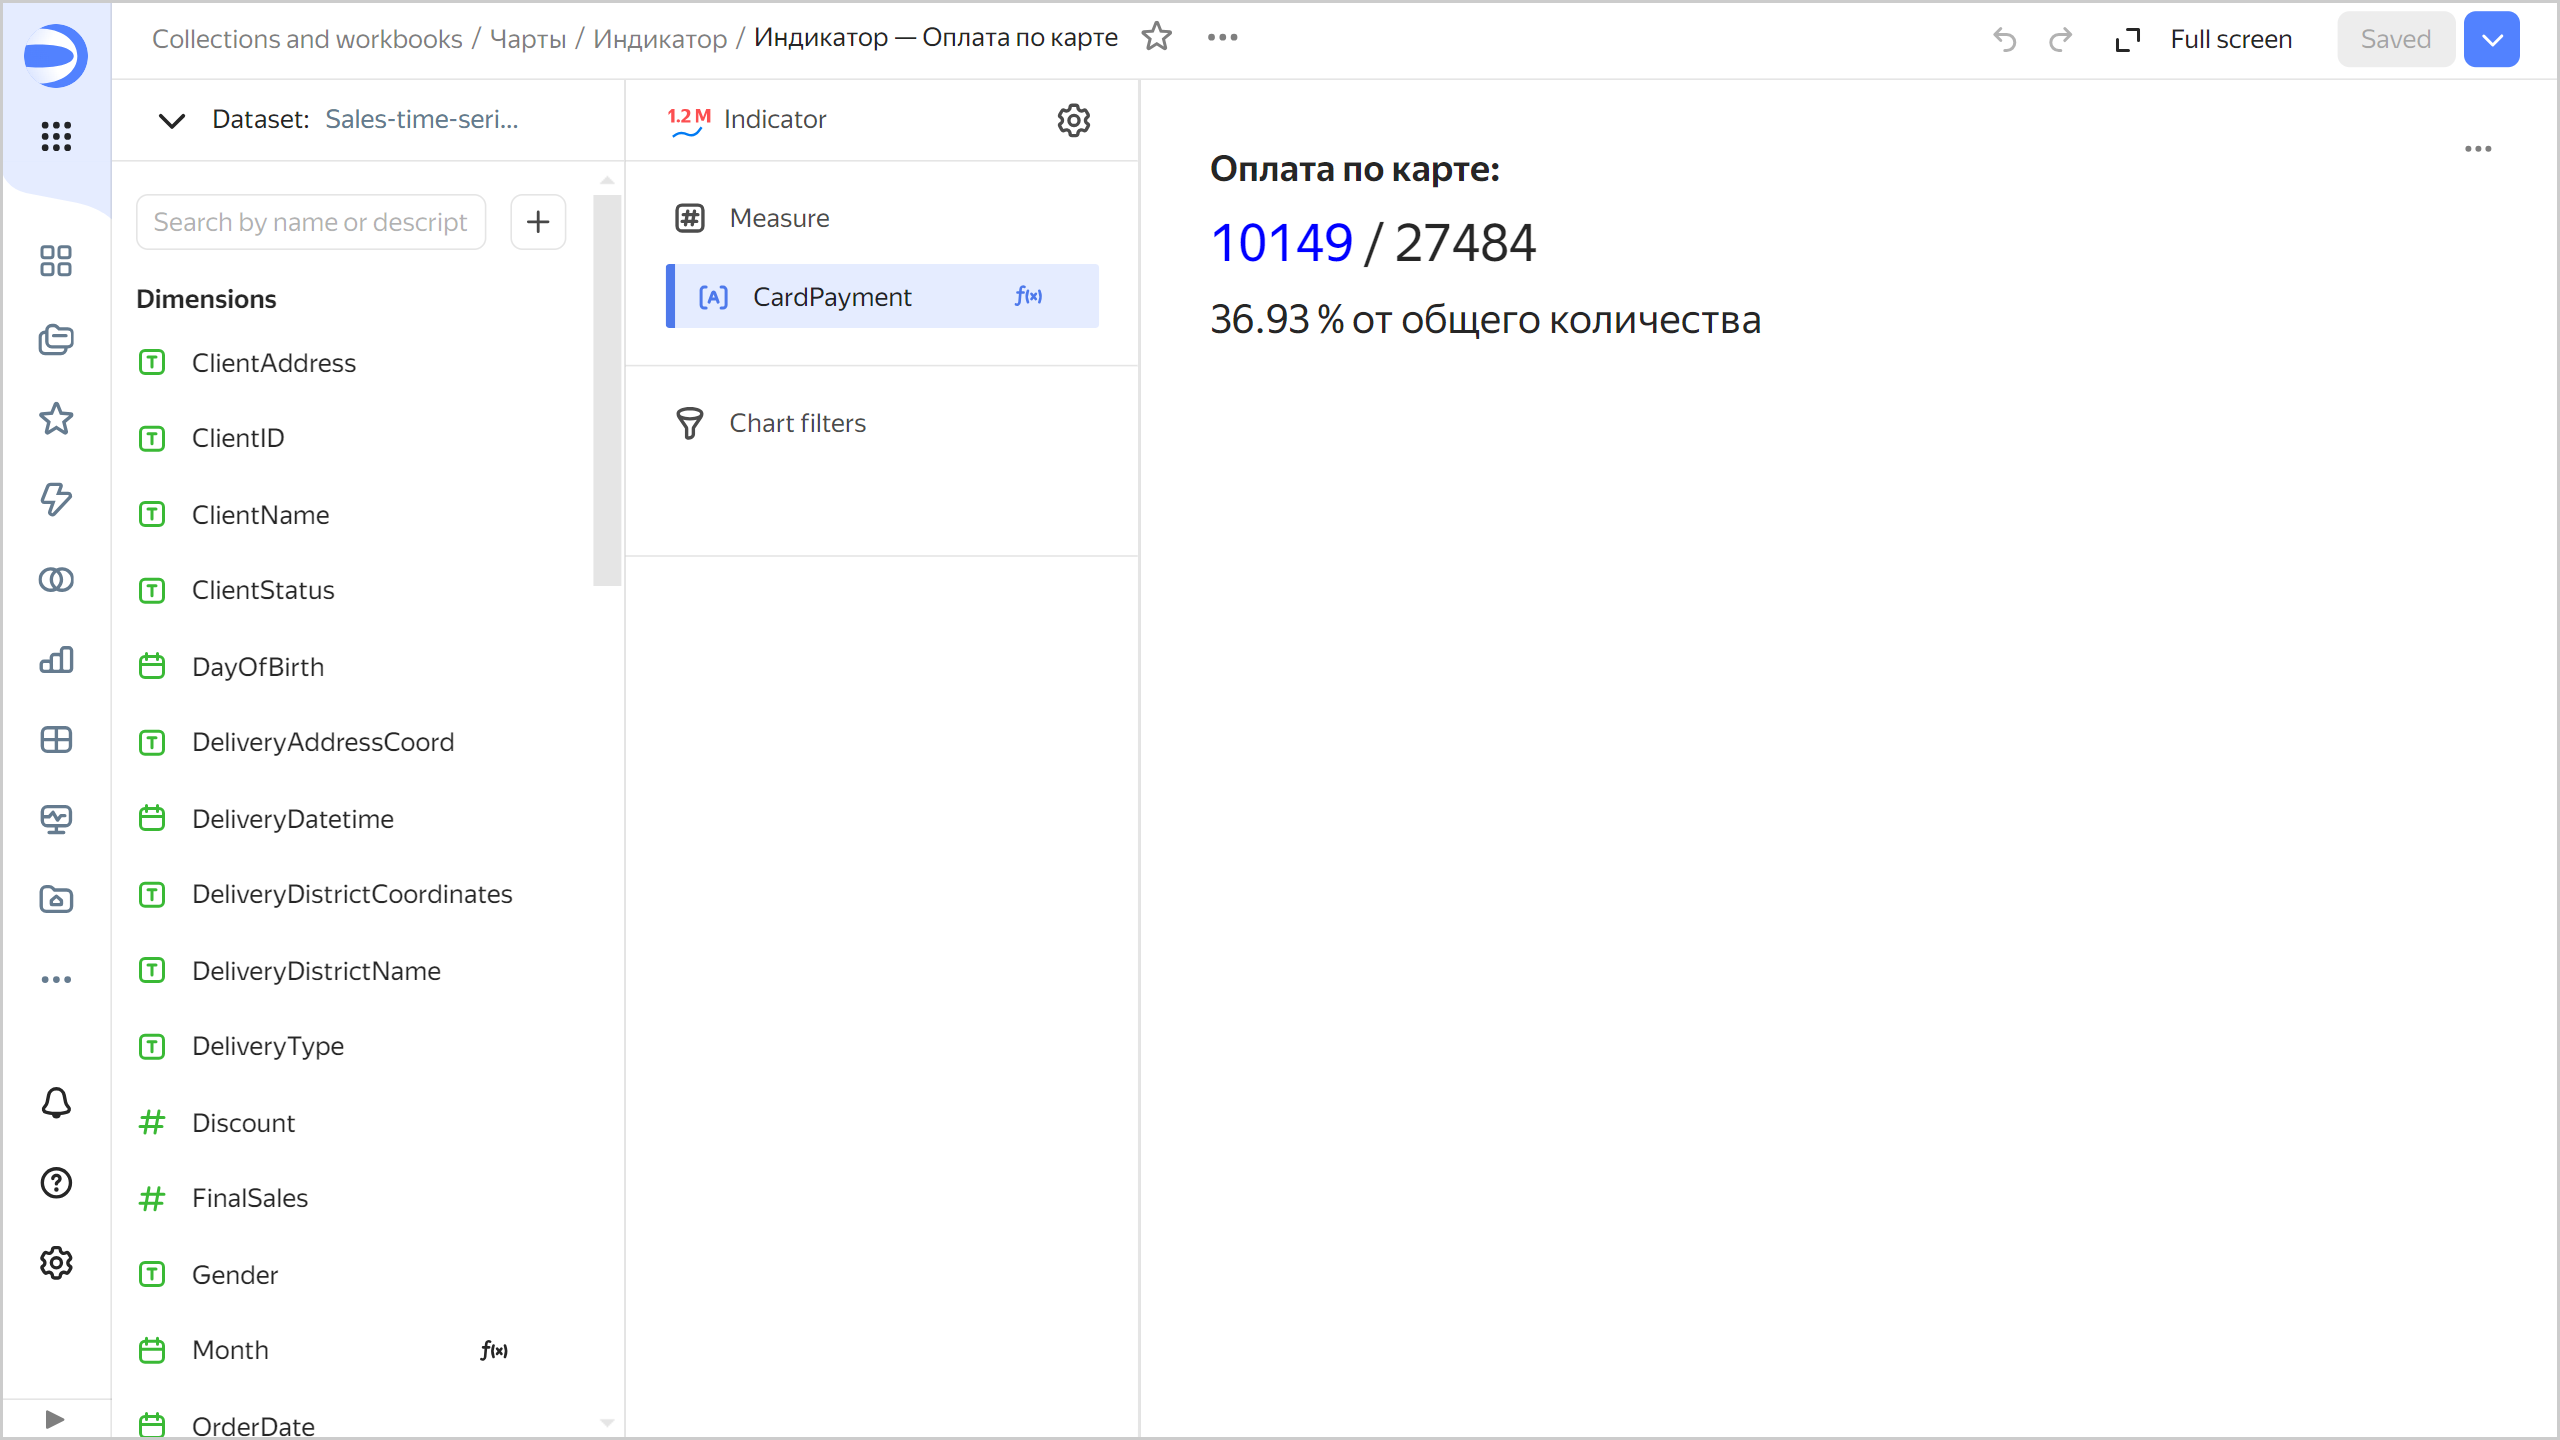 Collections and workbooks / Чарты / Индикатор / Индикатор — Оплата по карте
Full screen
Saved
Dataset: Sales-time-seri...
Search by name or descript
Dimensions
ClientAddress
ClientID
ClientName
ClientStatus
DayOfBirth
DeliveryAddressCoord
DeliveryDatetime
DeliveryDistrictCoordinates
DeliveryDistrictName
DeliveryType
Discount
FinalSales
Gender
Month f(x)
OrderDate
1.2 M Indicator
Measure
[A] CardPayment f(x)
Chart filters
Оплата по карте:
10149 / 27484
36.93 % от общего количества